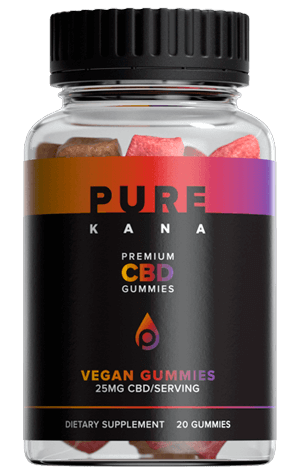 PURE
KANA
PREMIUM
CBD
GUMMIES
VEGAN GUMMIES
25MG CBD/SERVING
DIETARY SUPPLEMENT 20 GUMMIES